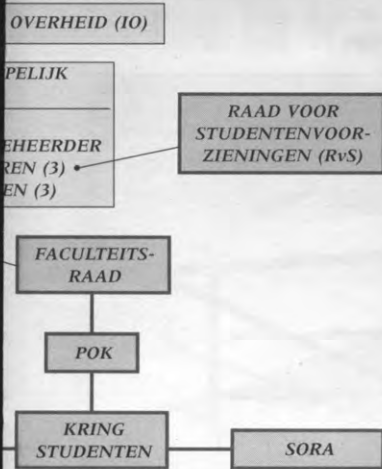 OVERHEID (IO)
PELIJK
EHEERDER
REN (3)
EN (3)
RAAD VOOR
STUDENTENVOOR-
ZIENINGEN (RvS)
FACULTEITS-
RAAD
POK
KRING
STUDENTEN
SORA